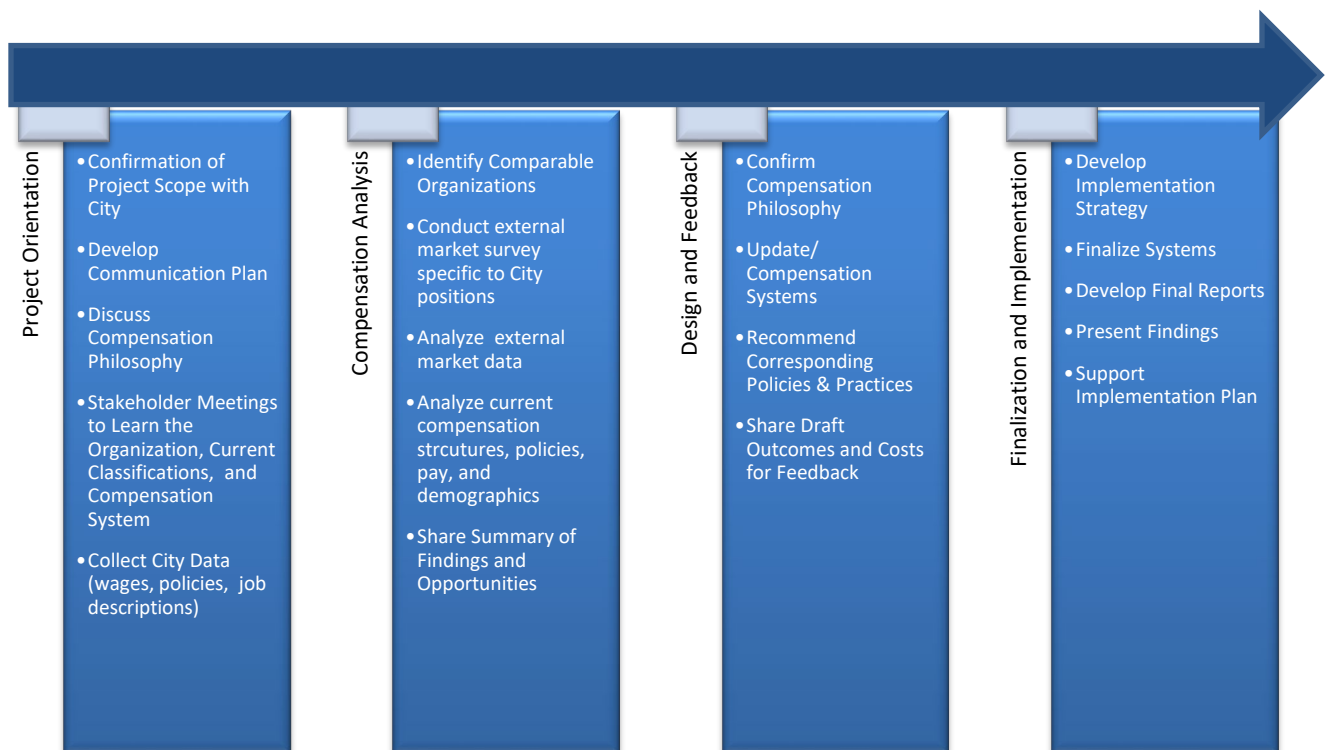 Project Orientation
•Confirmation of
Project Scope with
City
•Develop
Communication Plan
•Discuss
Compensation
Philosophy
•Stakeholder Meetings
to Learn the
Organization, Current
Classifications, and
Compensation
System
•Collect City Data
(wages, policies, job
descriptions)
Compensation Analysis
•Identify Comparable
Organizations
•Conduct external
market survey
specific to City
positions
•Analyze external
market data
•Analyze current
compensation
strcutures, policies,
pay, and
demographics
•Share Summary of
Findings and
Opportunities
Design and Feedback
•Confirm
Compensation
Philosophy
•Update/
Compensation
Systems
•Recommend
Corresponding
Policies & Practices
•Share Draft
Outcomes and Costs
for Feedback
Finalization and Implementation
•Develop
Implementation
Strategy
•Finalize Systems
•Develop Final Reports
•Present Findings
•Support
Implementation Plan